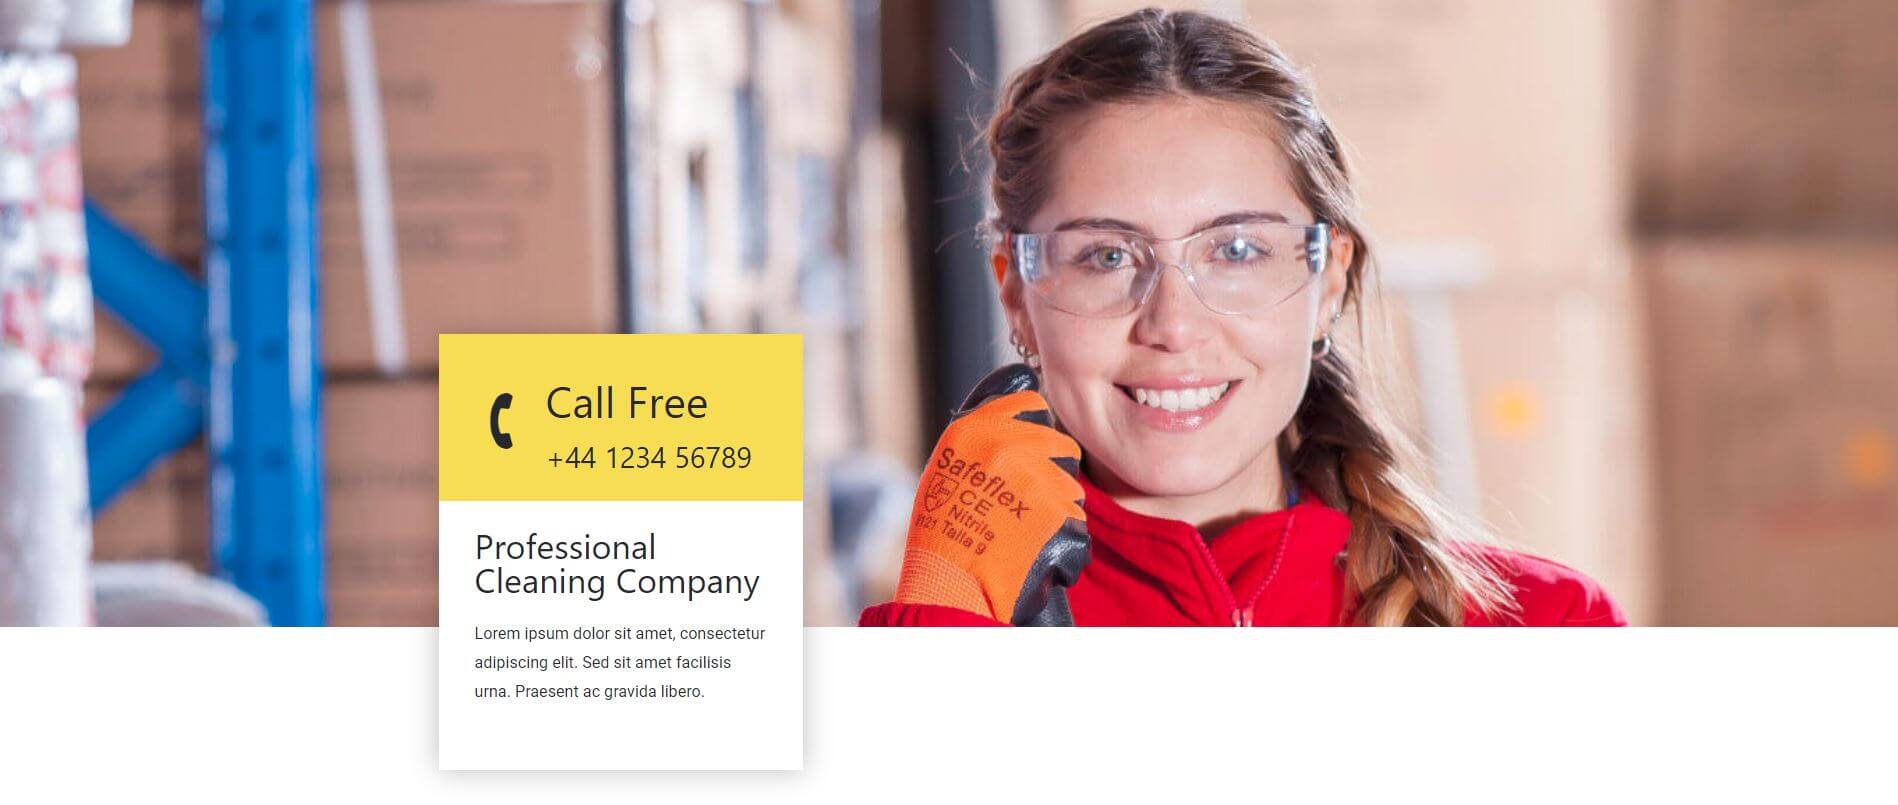 Call Free
+44 1234 56789
Professional
Cleaning Company
Lorem ipsum dolor sit amet, consectetur
adipiscing elit. Sed sit amet facilisis
urna. Praesent ac gravida libero.
Safeflex
CE
Nitrile
Talla 9